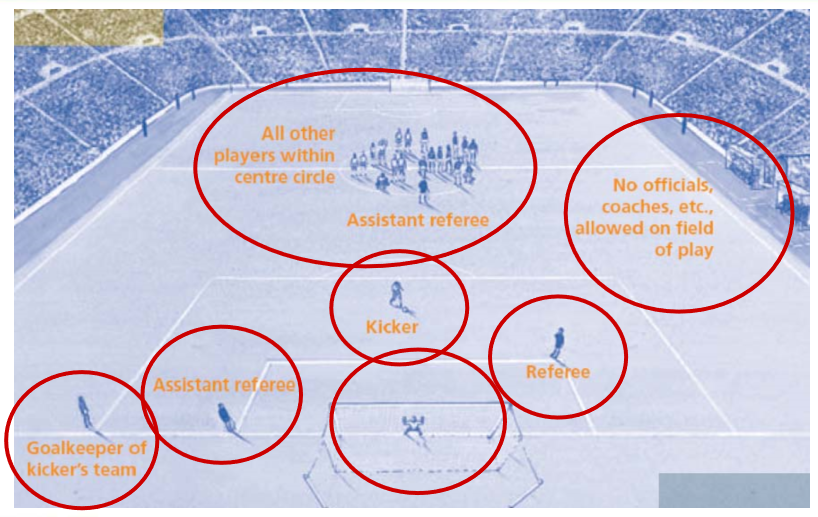 All other
players within
centre circle
Assistant referee
No officials,
coaches, etc.,
allowed on field
of play
Kicker
Referee
Assistant referee
Goalkeeper of
kicker's team